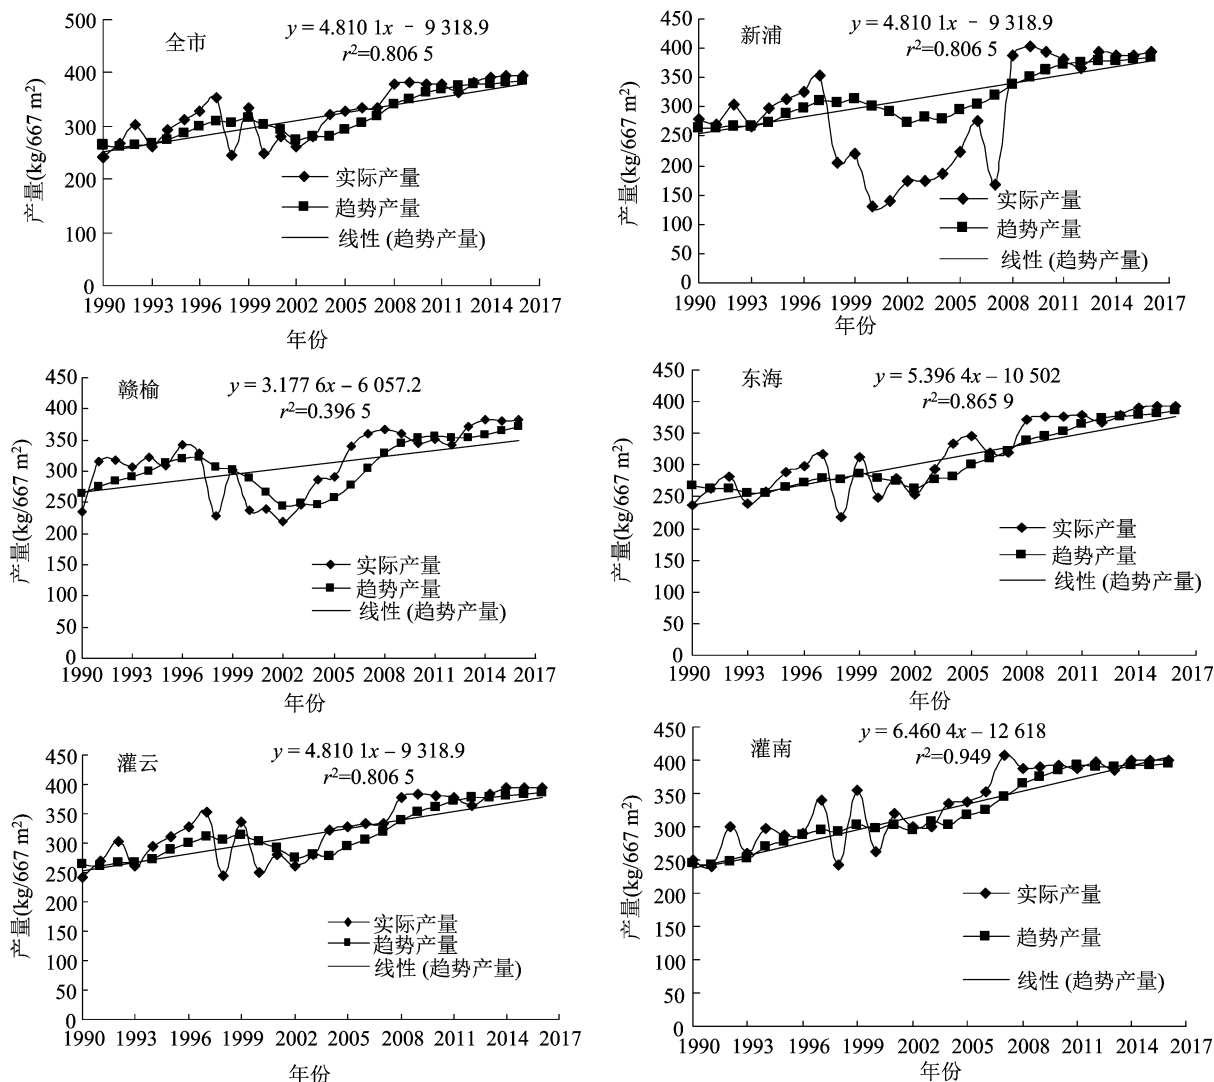 全市
y = 4.810 1x − 9 318.9
r²=0.806 5
产量(kg/667 m²)
500
400
300
200
100
0
实际产量
趋势产量
线性 (趋势产量)
1990 1993 1996 1999 2002 2005 2008 2011 2014 2017
年份
新浦
y = 4.810 1x − 9 318.9
r²=0.806 5
产量(kg/667 m²)
450
400
350
300
250
200
150
100
50
0
实际产量
趋势产量
线性 (趋势产量)
1990 1993 1996 1999 2002 2005 2008 2011 2014 2017
年份
赣榆
y = 3.177 6x − 6 057.2
r²=0.396 5
产量(kg/667 m²)
450
400
350
300
250
200
150
100
50
0
实际产量
趋势产量
线性 (趋势产量)
1990 1993 1996 1999 2002 2005 2008 2011 2014 2017
年份
东海
y = 5.396 4x − 10 502
r²=0.865 9
产量(kg/667 m²)
450
400
350
300
250
200
150
100
50
0
实际产量
趋势产量
线性 (趋势产量)
1990 1993 1996 1999 2002 2005 2008 2011 2014 2017
年份
灌云
y = 4.810 1x − 9 318.9
r²=0.806 5
产量(kg/667 m²)
450
400
350
300
250
200
150
100
50
0
实际产量
趋势产量
线性 (趋势产量)
1990 1993 1996 1999 2002 2005 2008 2011 2014 2017
年份
灌南
y = 6.460 4x − 12 618
r²=0.949
产量(kg/667 m²)
400
350
300
250
200
150
100
50
0
实际产量
趋势产量
线性 (趋势产量)
1990 1993 1996 1999 2002 2005 2008 2011 2014 2017
年份